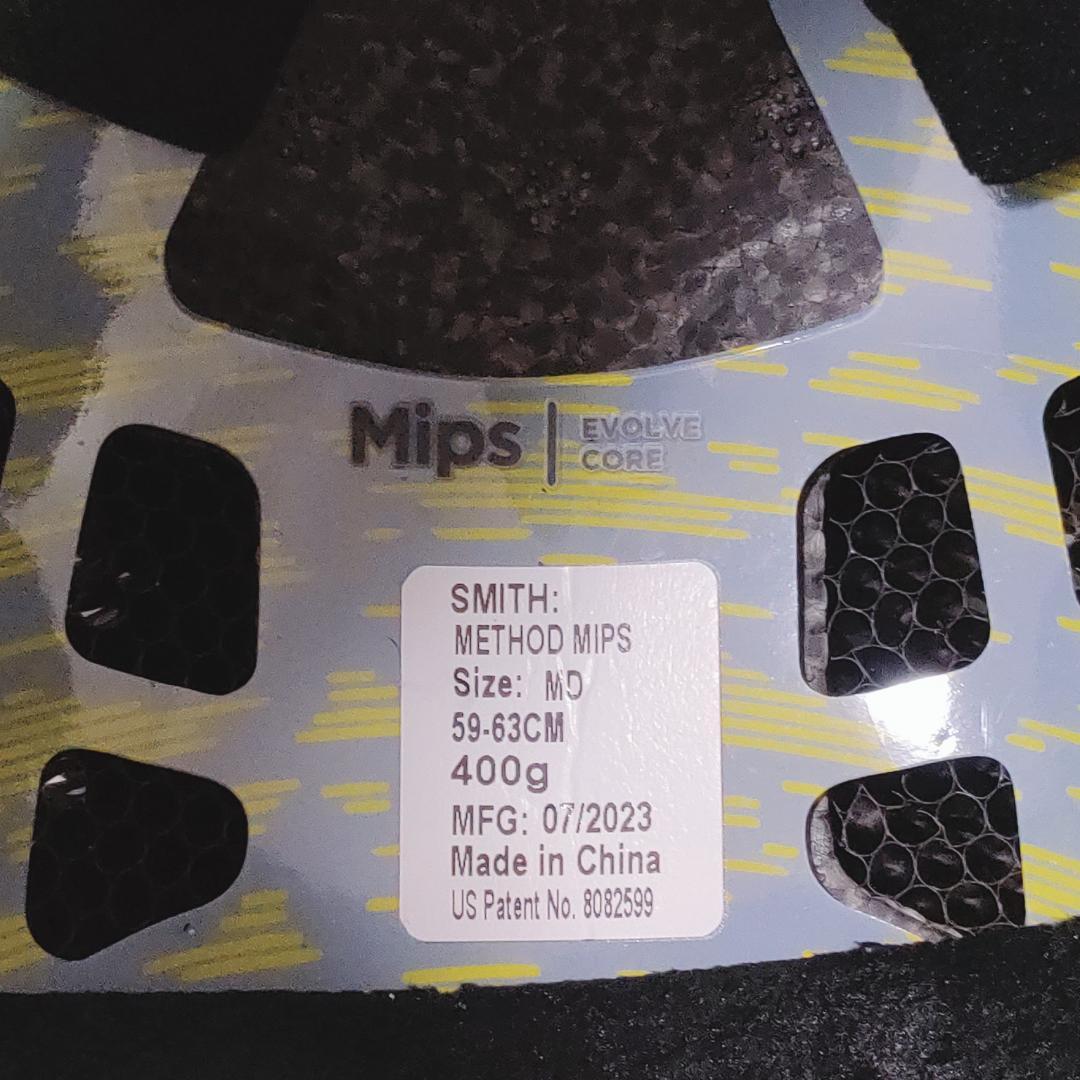 Mips | EVOLVE
CORE
SMITH:
METHOD MIPS
Size: MD
59-63CM
400g
MFG: 07/2023
Made in China
US Patent No. 8082599